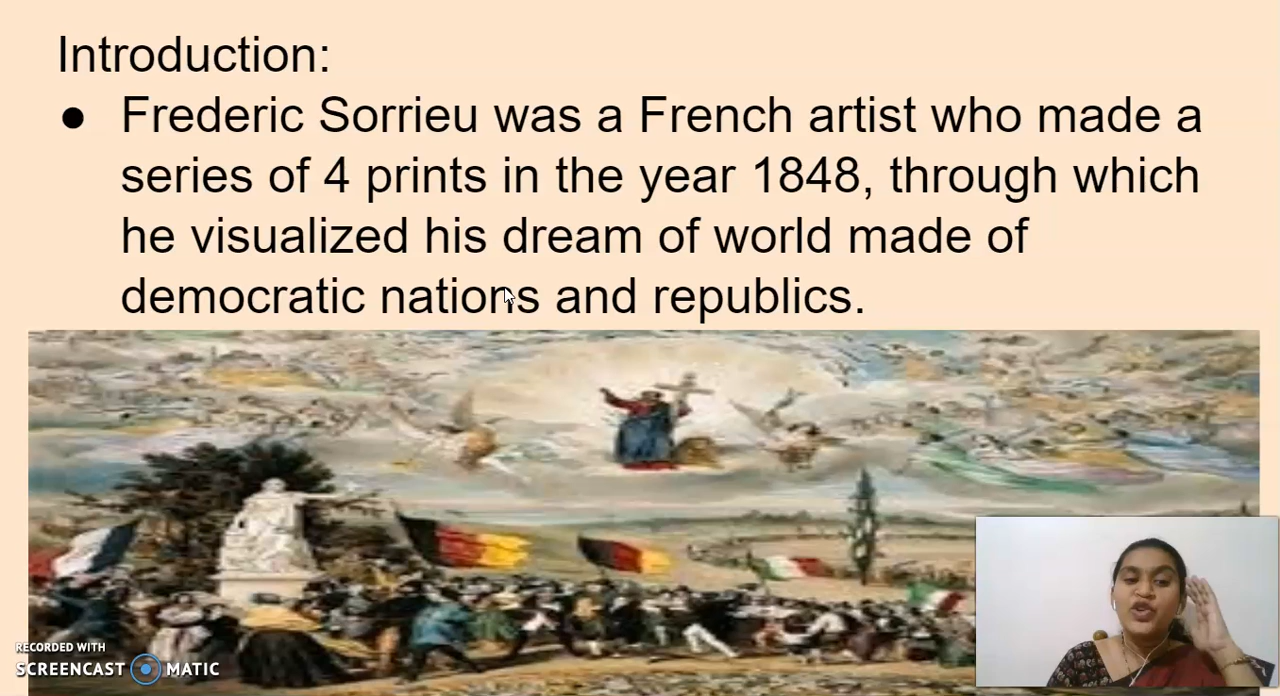 Introduction:
● Frederic Sorrieu was a French artist who made a
series of 4 prints in the year 1848, through which
he visualized his dream of world made of
democratic nations and republics.
RECORDED WITH
SCREENCAST MATIC